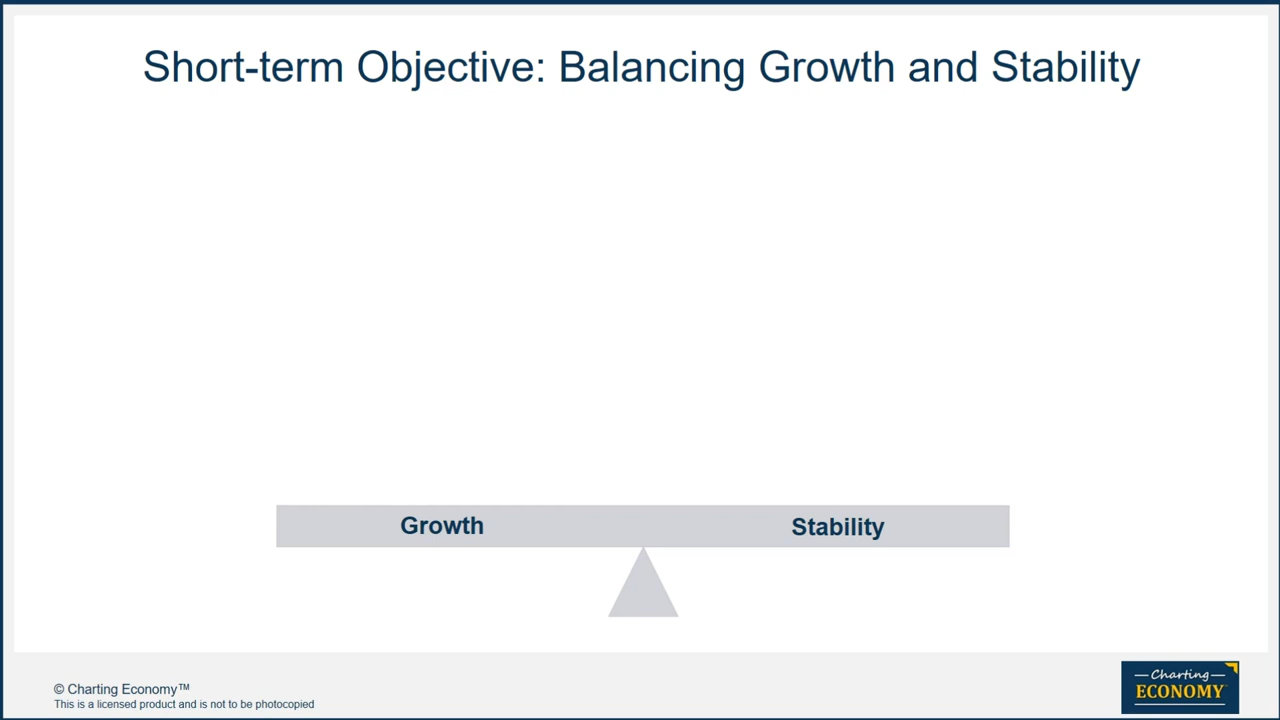 Short-term Objective: Balancing Growth and Stability
Growth
Stability
© Charting Economy™
This is a licensed product and is not to be photocopied
Charting
ECONOMY